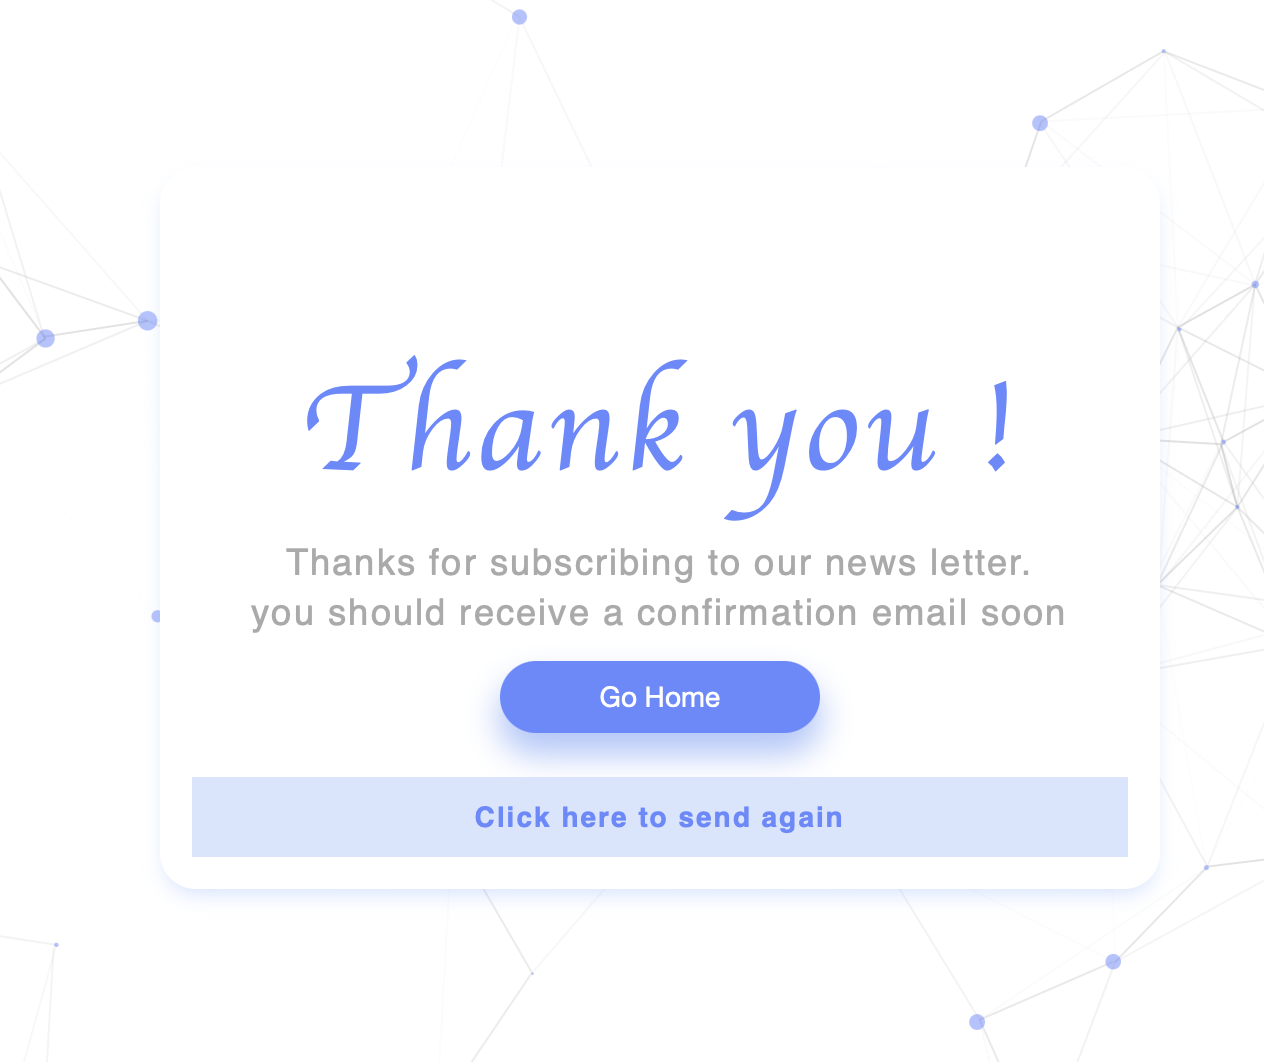 Thank you !
Thanks for subscribing to our news letter.
you should receive a confirmation email soon
Go Home
Click here to send again